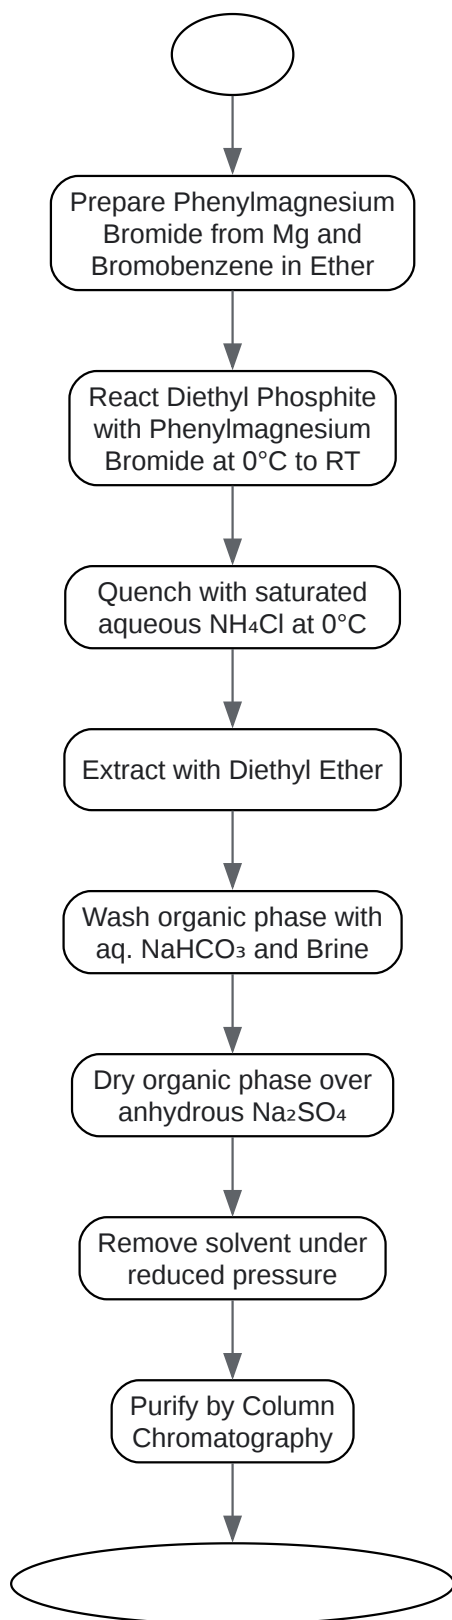 Prepare Phenylmagnesium
Bromide from Mg and
Bromobenzene in Ether
React Diethyl Phosphite
with Phenylmagnesium
Bromide at 0°C to RT
Quench with saturated
aqueous NH₄Cl at 0°C
Extract with Diethyl Ether
Wash organic phase with
aq. NaHCO₃ and Brine
Dry organic phase over
anhydrous Na₂SO₄
Remove solvent under
reduced pressure
Purify by Column
Chromatography